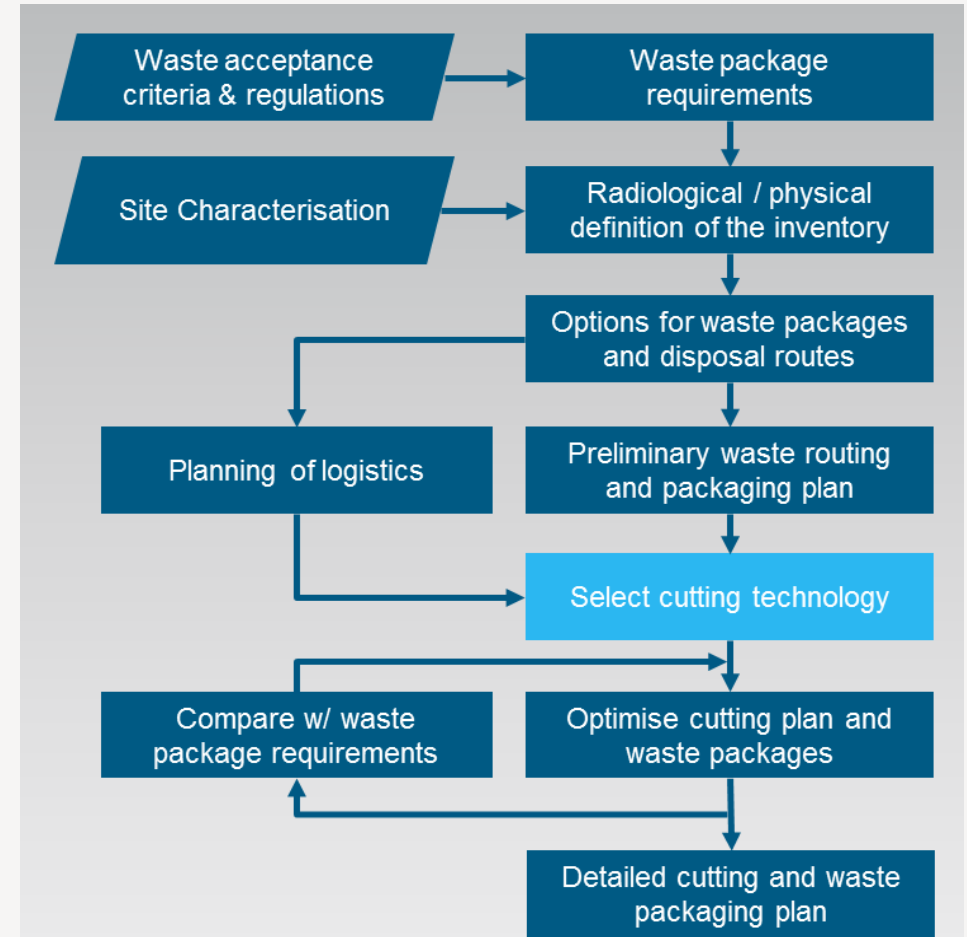 Waste acceptance
criteria & regulations
Waste package
requirements
Site Characterisation
Radiological / physical
definition of the inventory
Options for waste packages
and disposal routes
Planning of logistics
Preliminary waste routing
and packaging plan
Select cutting technology
Compare w/ waste
package requirements
Optimise cutting plan and
waste packages
Detailed cutting and waste
packaging plan